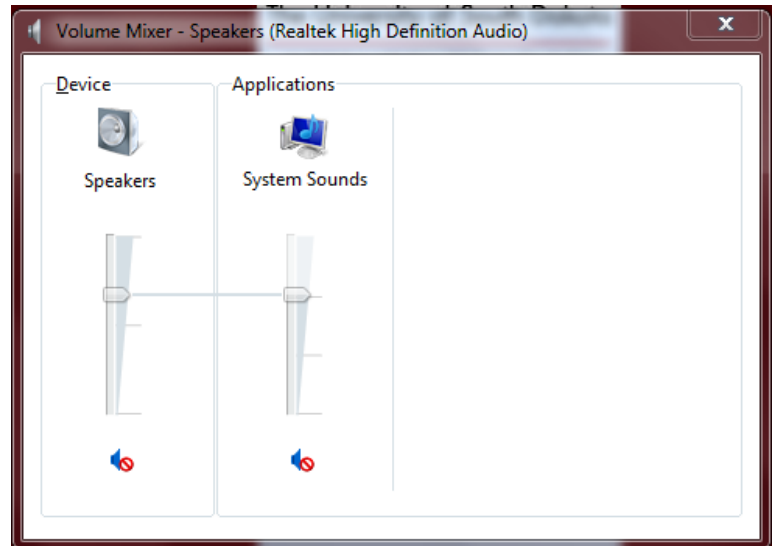 Volume Mixer - Speakers (Realtek High Definition Audio)
Device
Applications
Speakers
System Sounds